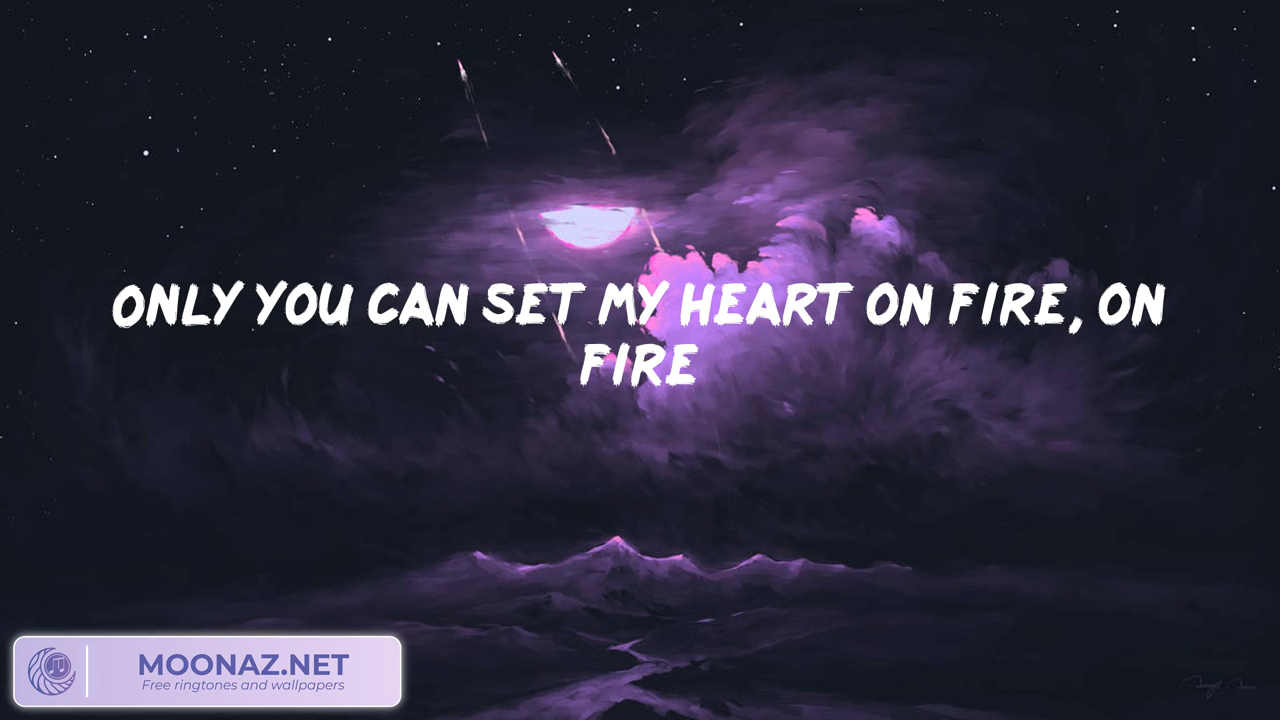 ONLY YOU CAN SET MY HEART ON FIRE, ON
FIRE
MOONAZ.NET
Free ringtones and wallpapers